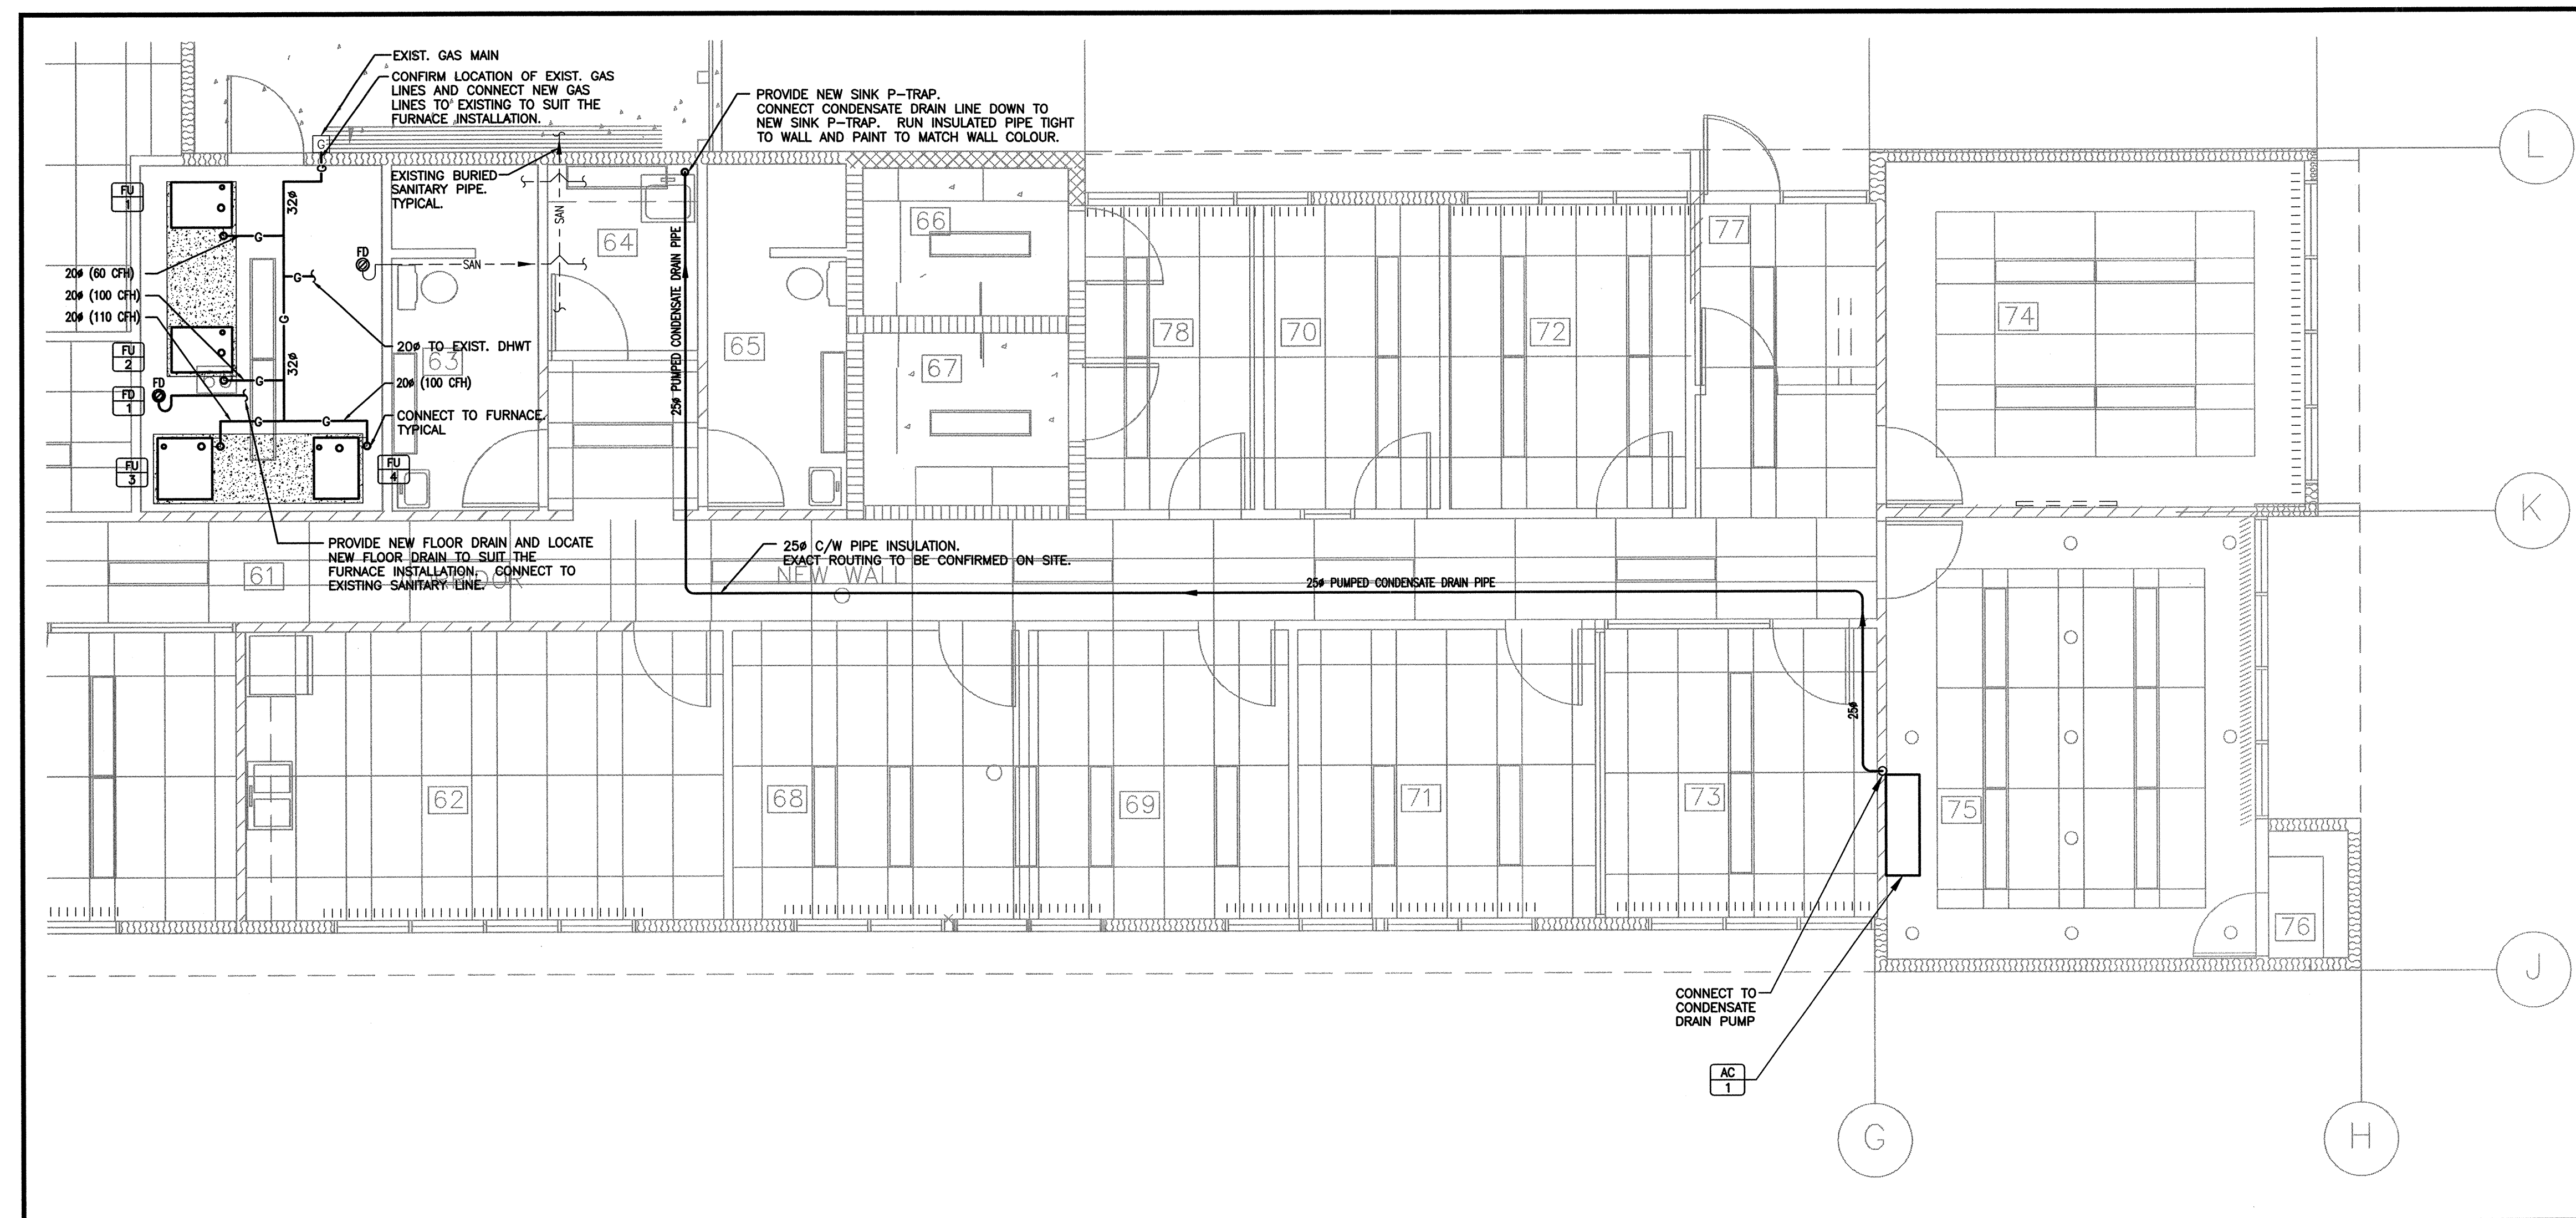 EXIST. GAS MAIN
CONFIRM LOCATION OF EXIST. GAS
LINES AND CONNECT NEW GAS
LINES TO EXISTING TO SUIT THE
FURNACE INSTALLATION.
PROVIDE NEW SINK P-TRAP.
CONNECT CONDENSATE DRAIN LINE DOWN TO
NEW SINK P-TRAP. RUN INSULATED PIPE TIGHT
TO WALL AND PAINT TO MATCH WALL COLOUR.
G
G
L
EXISTING BURIED
SANITARY PIPE.
TYPICAL.
FU
1
32ø
SAN
25ø PUMPED CONDENSATE DRAIN PIPE
64
66
77
G
FD
SAN
20ø (60 CFH)
G
20ø (100 CFH)
20ø (110 CFH)
G
74
78
70
72
65
67
20ø TO EXIST. DHWT
63
FU
2
32ø
G
20ø (100 CFH)
FD
FD
1
CONNECT TO FURNACE.
TYPICAL
G
G
FU
3
FU
4
K
PROVIDE NEW FLOOR DRAIN AND LOCATE
NEW FLOOR DRAIN TO SUIT THE
FURNACE INSTALLATION. CONNECT TO
EXISTING SANITARY LINE.
61
25ø C/W PIPE INSULATION.
EXACT ROUTING TO BE CONFIRMED ON SITE.
NEW WALL
25ø PUMPED CONDENSATE DRAIN PIPE
25ø
62
68
69
71
73
75
76
J
CONNECT TO
CONDENSATE
DRAIN PUMP
AC
1
G
H